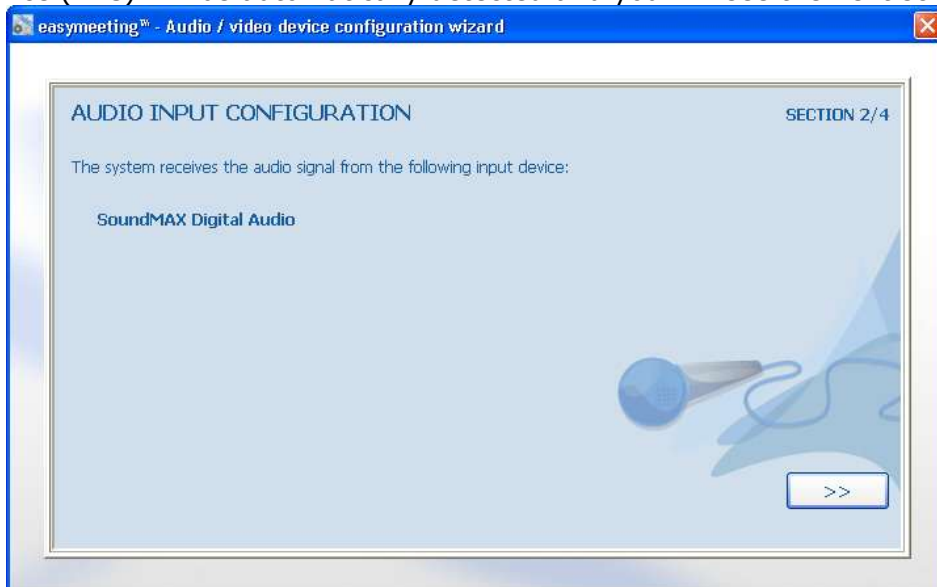 easymeeting™ - Audio / video device configuration wizard
AUDIO INPUT CONFIGURATION
SECTION 2/4
The system receives the audio signal from the following input device:
SoundMAX Digital Audio
>>